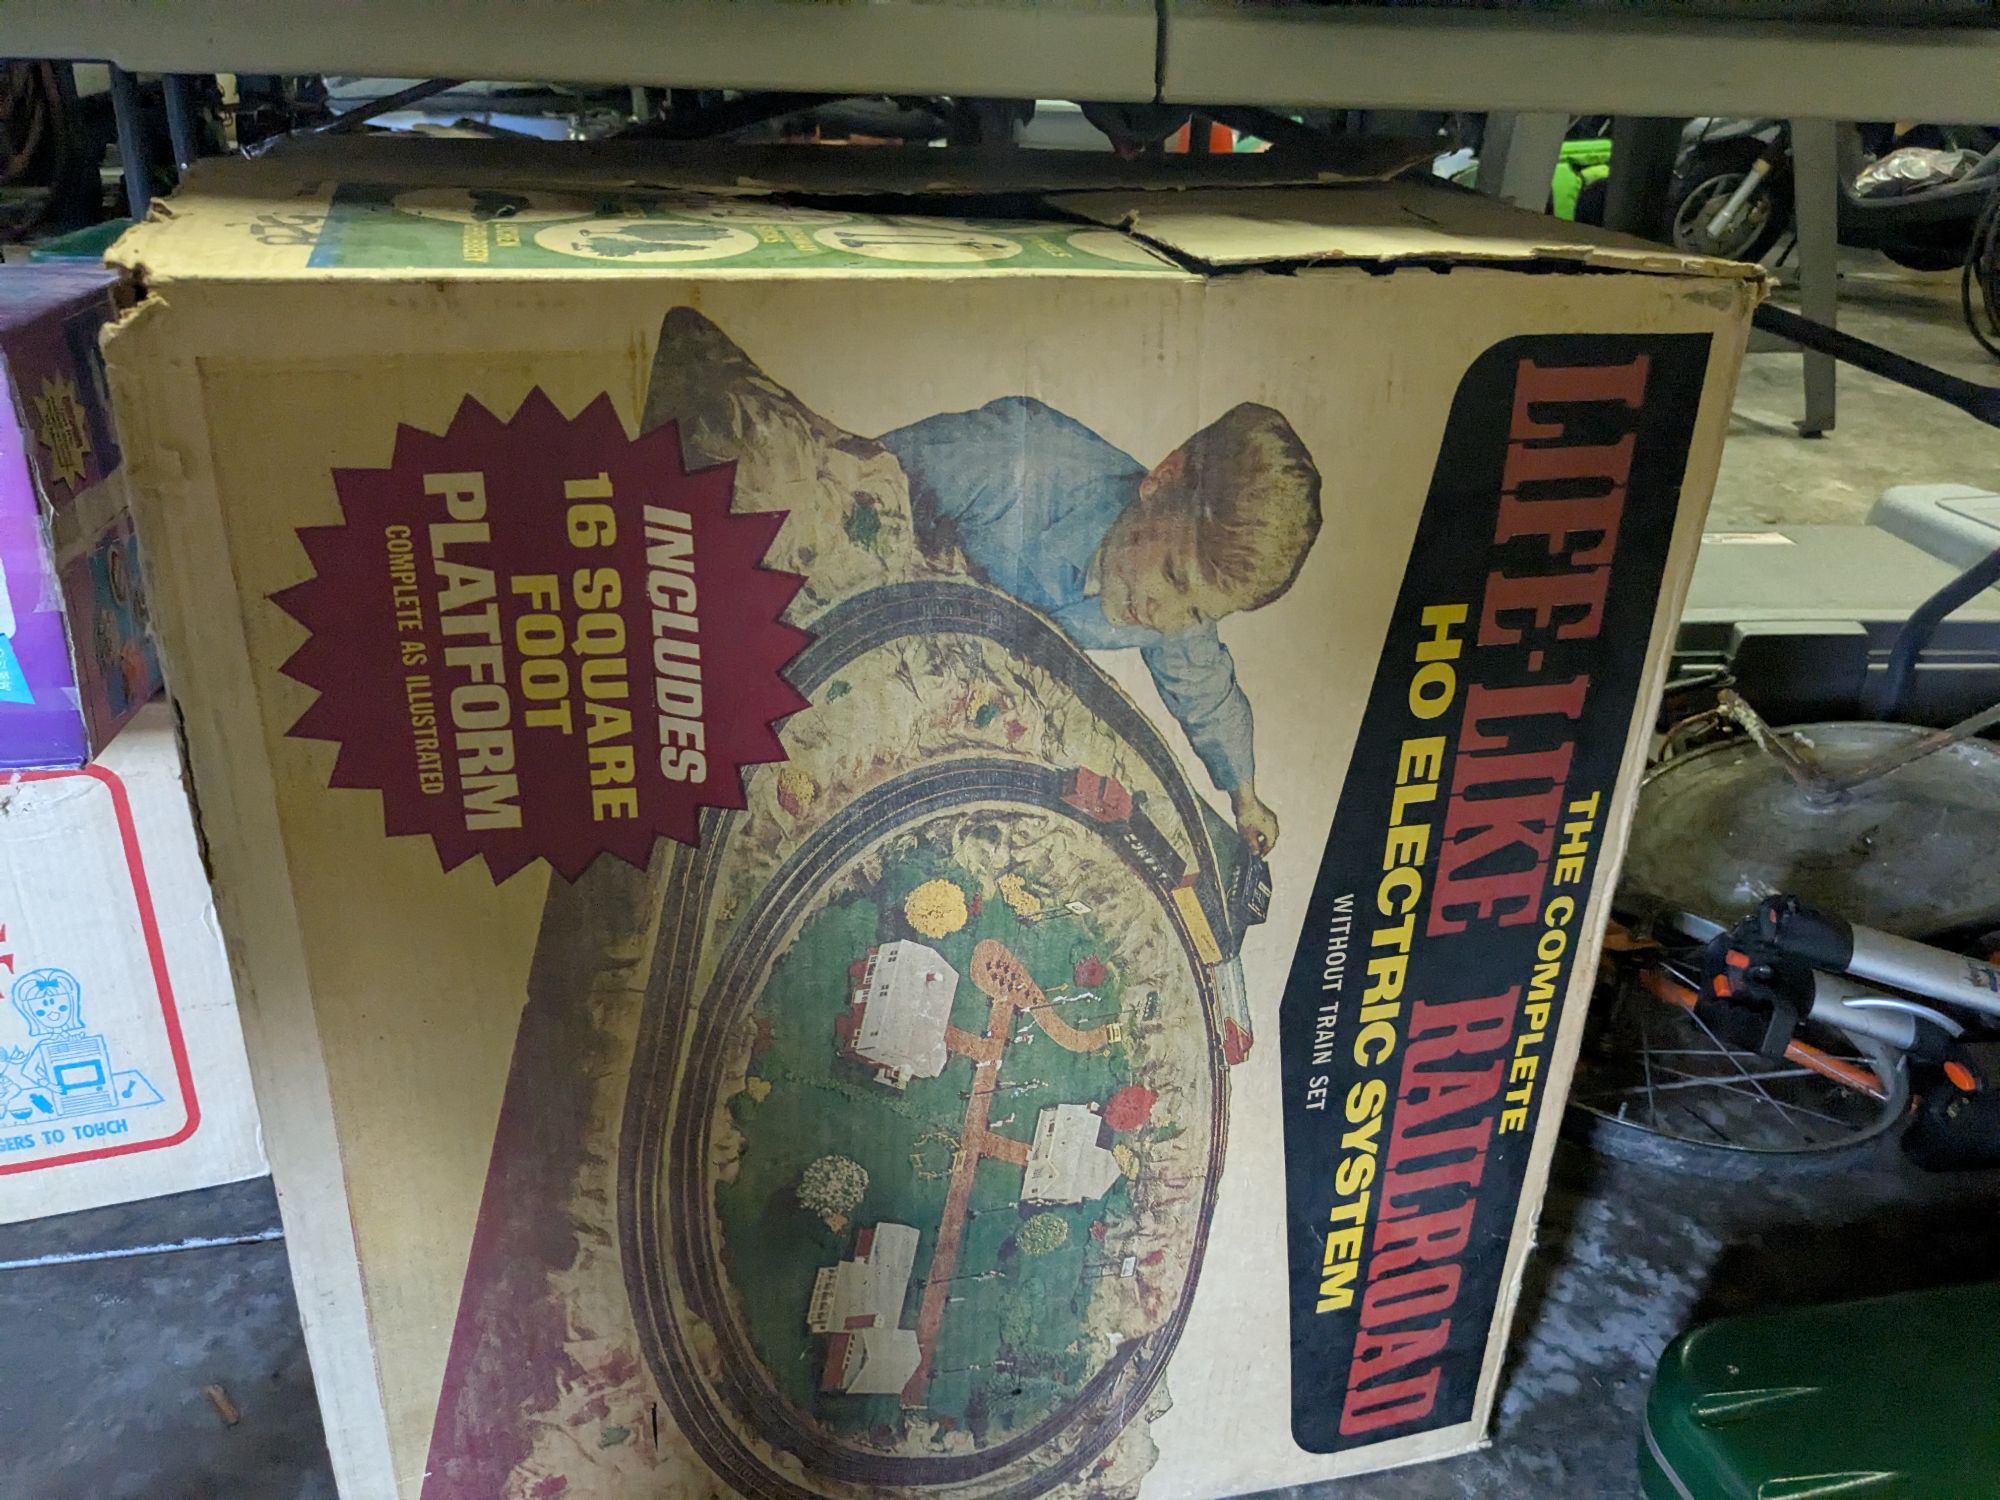 THE COMPLETE
LIFE-LIKE RAILROAD
HO ELECTRIC SYSTEM
WITHOUT TRAIN SET
INCLUDES
16 SQUARE
FOOT
PLATFORM
COMPLETE AS ILLUSTRATED
GERS TO TOUCH